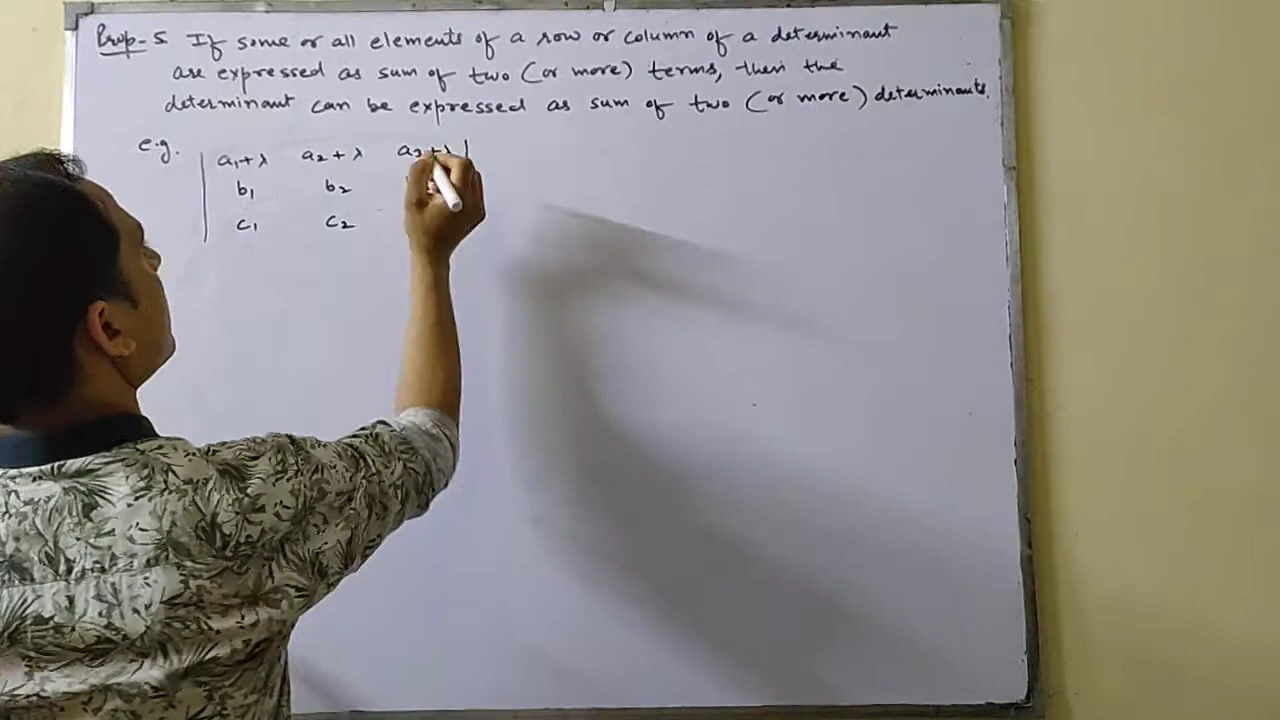 Prop-5 If some or all elements of a row or column of a determinant
are expressed as sum of two (or more) terms, then the
determinant can be expressed as sum of two (or more) determinants.
e.g.
| a₁+λ a₂+λ a₃+λ |
b₁ b₂
c₁ c₂